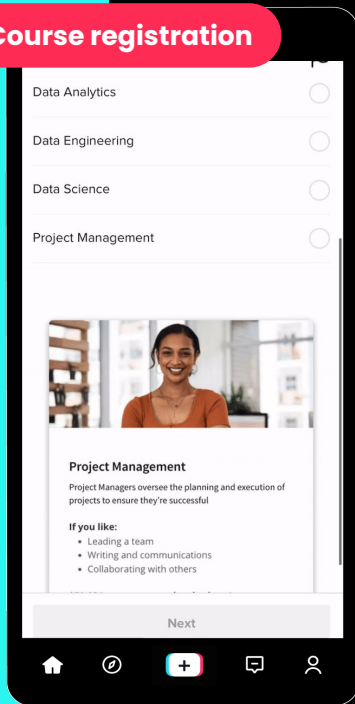 Course registration
Data Analytics
Data Engineering
Data Science
Project Management
Project Management
Project Managers oversee the planning and execution of
projects to ensure they're successful
If you like:
• Leading a team
• Writing and communications
• Collaborating with others
Next